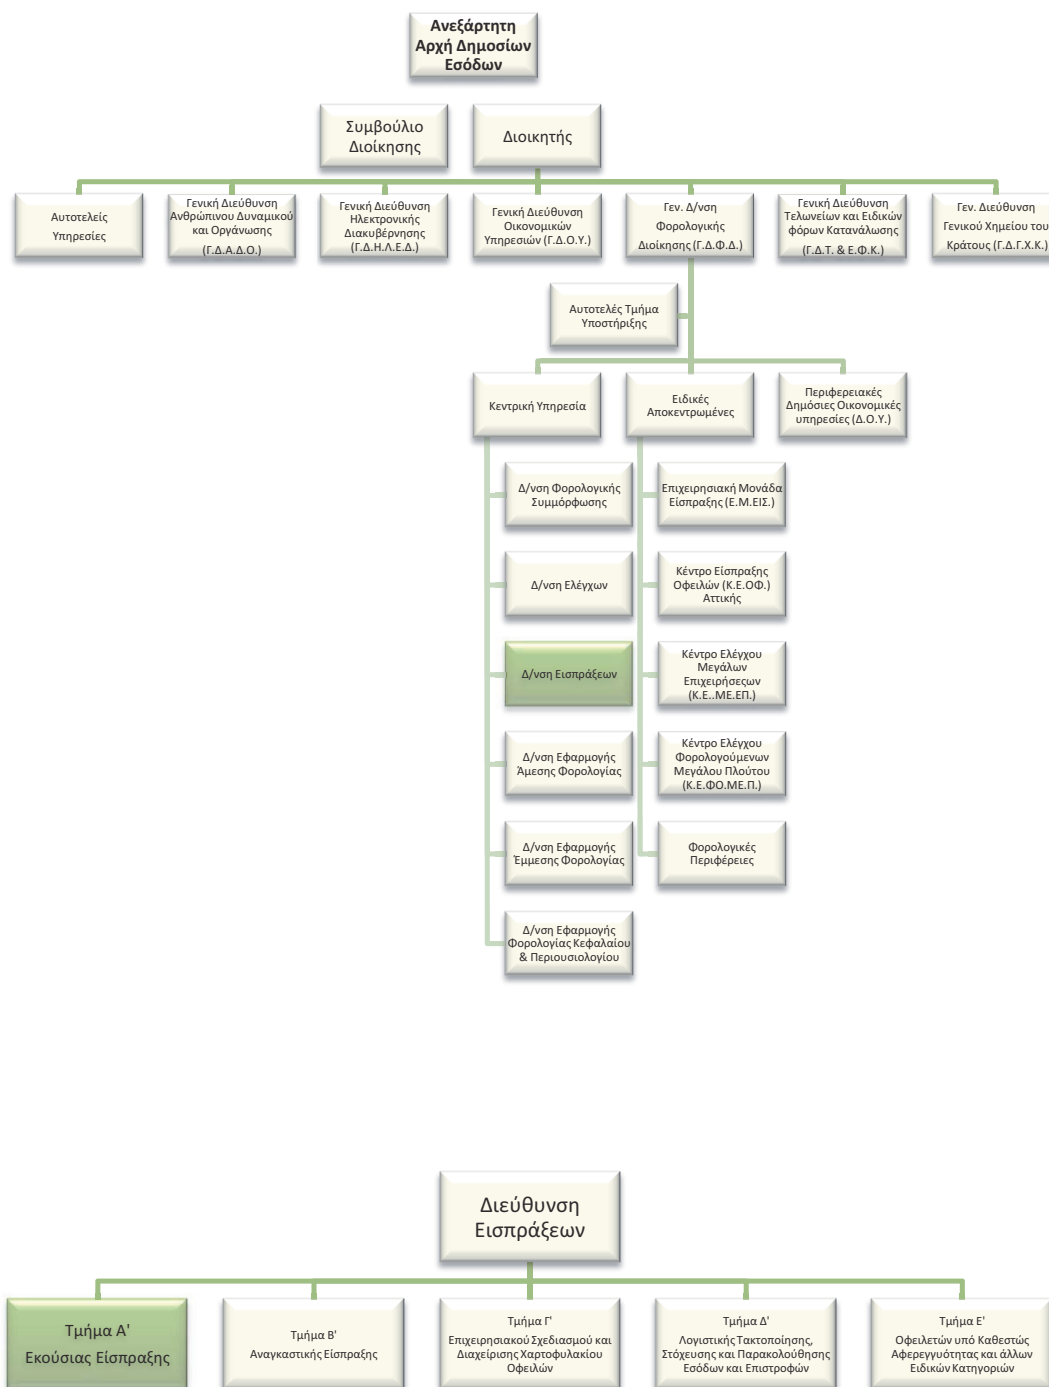 Ανεξάρτητη
Αρχή Δημοσίων
Εσόδων
Συμβούλιο
Διοίκησης
Διοικητής
Αυτοτελείς
Υπηρεσίες
Γενική Διεύθυνση
Ανθρώπινου Δυναμικού
και Οργάνωσης
(Γ.Δ.Α.Δ.Ο.)
Γενική Διεύθυνση
Ηλεκτρονικής
Διακυβέρνησης
(Γ.Δ.Η.Λ.Ε.Δ.)
Γενική Διεύθυνση
Οικονομικών
Υπηρεσιών (Γ.Δ.Ο.Υ.)
Γεν. Δ/νση
Φορολογικής
Διοίκησης (Γ.Δ.Φ.Δ.)
Γενική Διεύθυνση
Τελωνείων και Ειδικών
φόρων Κατανάλωσης
(Γ.Δ.Τ. & Ε.Φ.Κ.)
Γεν. Διεύθυνση
Γενικού Χημείου του
Κράτους (Γ.Δ.Γ.Χ.Κ.)
Αυτοτελές Τμήμα
Υποστήριξης
Κεντρική Υπηρεσία
Ειδικές
Αποκεντρωμένες
Περιφερειακές
Δημόσιες Οικονομικές
υπηρεσίες (Δ.Ο.Υ.)
Δ/νση Φορολογικής
Συμμόρφωσης
Επιχειρησιακή Μονάδα
Είσπραξης (Ε.Μ.ΕΙΣ.)
Δ/νση Ελέγχων
Κέντρο Είσπραξης
Οφειλών (Κ.Ε.ΟΦ.)
Αττικής
Δ/νση Εισπράξεων
Κέντρο Ελέγχου
Μεγάλων
Επιχειρήσεςων
(Κ.Ε..ΜΕ.ΕΠ.)
Δ/νση Εφαρμογής
Άμεσης Φορολογίας
Κέντρο Ελέγχου
Φορολογούμενων
Μεγάλου Πλούτου
(Κ.Ε.ΦΟ.ΜΕ.Π.)
Δ/νση Εφαρμογής
Έμμεσης Φορολογίας
Φορολογικές
Περιφέρειες
Δ/νση Εφαρμογής
Φορολογίας Κεφαλαίου
& Περιουσιολογίου
Διεύθυνση
Εισπράξεων
Τμήμα Α'
Εκούσιας Είσπραξης
Τμήμα Β'
Αναγκαστικής Είσπραξης
Τμήμα Γ'
Επιχειρησιακού Σχεδιασμού και
Διαχείρισης Χαρτοφυλακίου
Οφειλών
Τμήμα Δ'
Λογιστικής Τακτοποίησης,
Στόχευσης και Παρακολούθησης
Εσόδων και Επιστροφών
Τμήμα Ε'
Οφειλετών υπό Καθεστώς
Αφερεγγυότητας και άλλων
Ειδικών Κατηγοριών